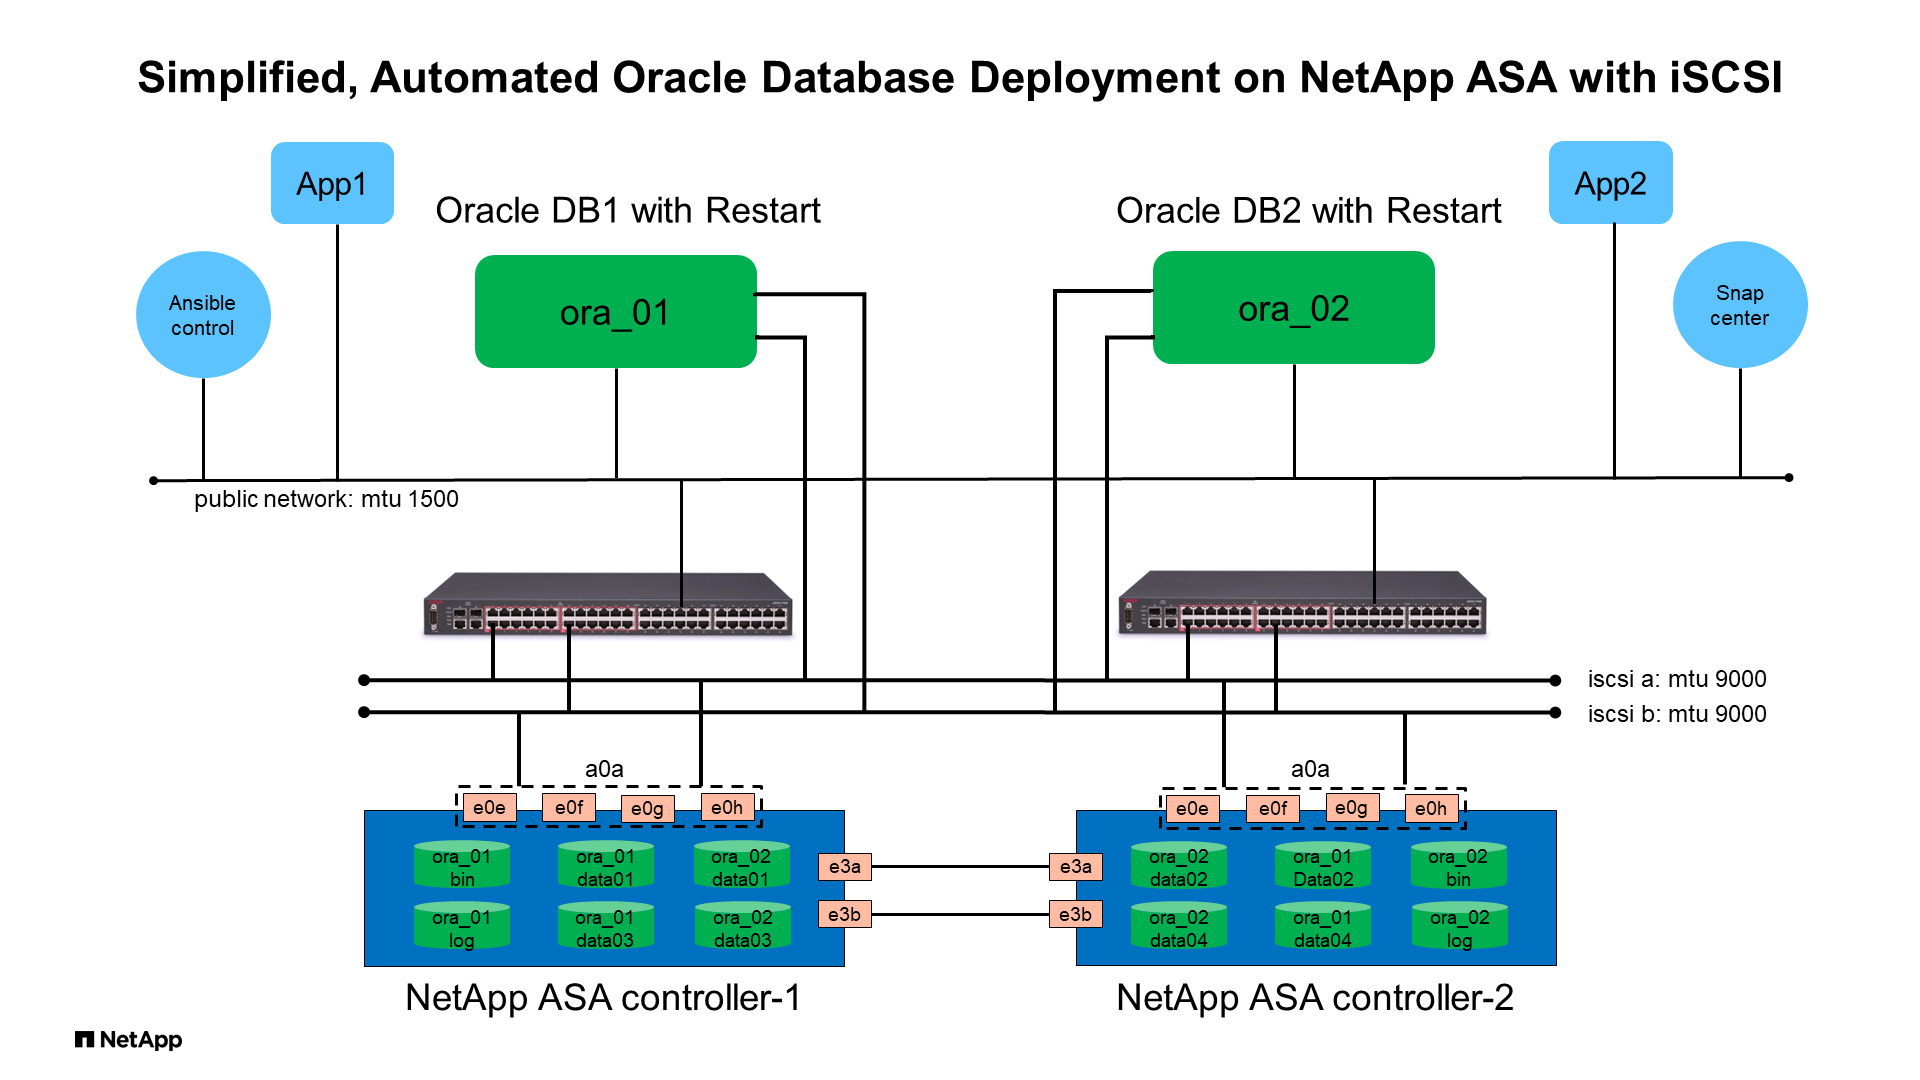 Simplified, Automated Oracle Database Deployment on NetApp ASA with iSCSI
App1
App2
Oracle DB1 with Restart
Oracle DB2 with Restart
Ansible
control
ora_01
ora_02
Snap
center
public network: mtu 1500
iscsi a: mtu 9000
iscsi b: mtu 9000
a0a
a0a
e0e
e0f
e0g
e0h
e0e
e0f
e0g
e0h
ora_01
bin
ora_01
data01
ora_02
data01
ora_01
log
ora_01
data03
ora_02
data03
e3a
e3b
e3a
e3b
ora_02
data02
ora_01
Data02
ora_02
bin
ora_02
data04
ora_01
data04
ora_02
log
NetApp ASA controller-1
NetApp ASA controller-2
NetApp